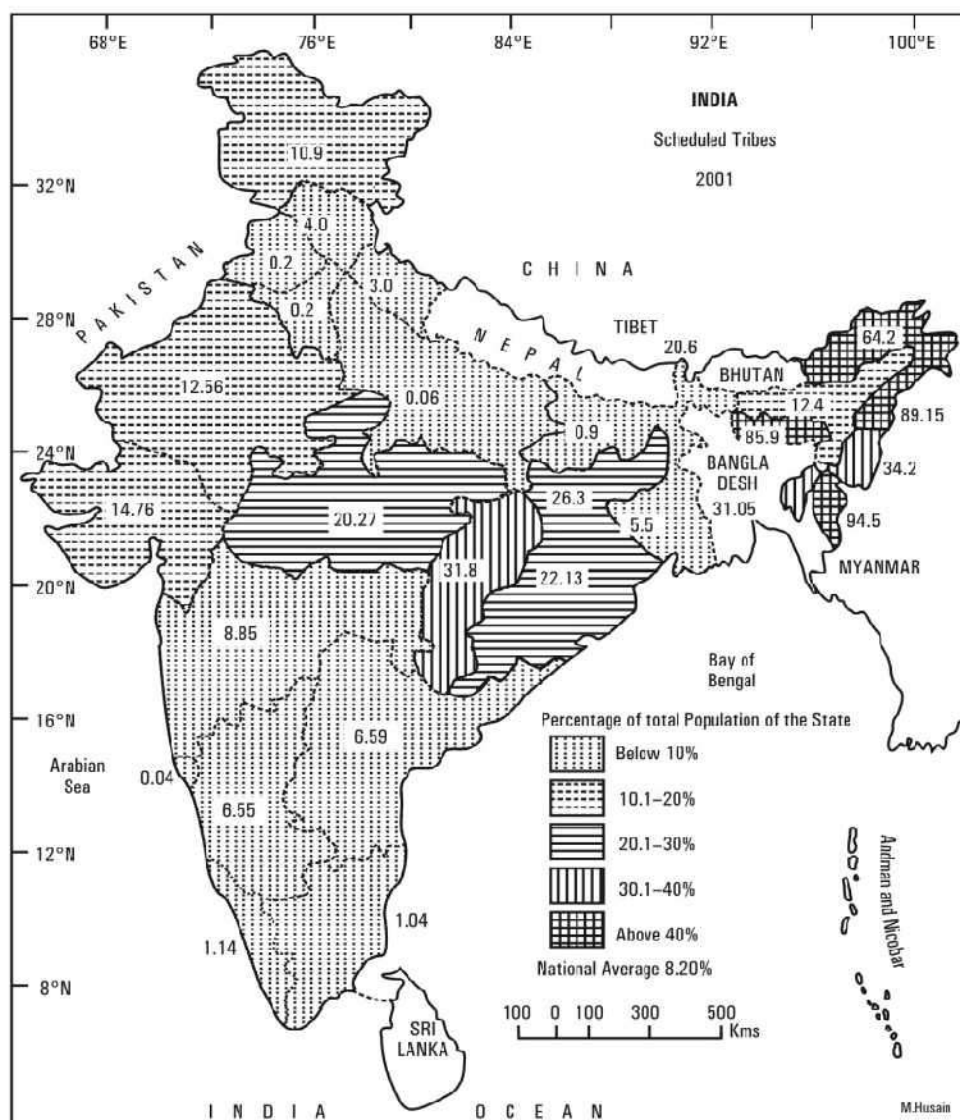 68°E 76°E 84°E 92°E 100°E
INDIA
Scheduled Tribes
2001
10.9
32°N
4.0
PAKISTAN
0.2
CHINA
3.0
0.2
28°N
TIBET
NEPAL
20.6
64.2
BHUTAN
12.56
0.06
12.4
89.15
0.9
85.9
24°N
BANGLA
DESH
34.2
26.3
31.05
14.76
20.27
5.5
94.5
31.8
22.13
MYANMAR
20°N
8.85
Bay of
Bengal
16°N
Percentage of total Population of the State
6.59
Below 10%
Arabian
Sea
0.04
10.1–20%
6.55
20.1–30%
12°N
30.1–40%
Andman and Nicobar
1.04
Above 40%
1.14
National Average 8.20%
8°N
100 0 100 300 500
Kms
SRI
LANKA
INDIA OCEAN
M.Husain